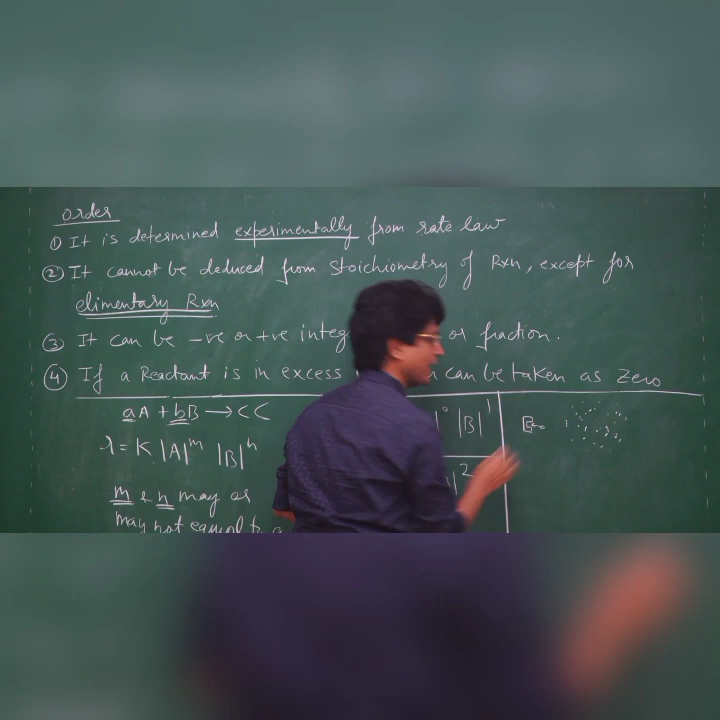 order
① It is determined experimentally from rate law
② It cannot be deduced from Stoichiometry of Rxn, except for
elimentary Rxn
③ It can be -ve or +ve integ or fraction.
④ If a Reactant is in excess can be taken as Zero
aA + bB → CC
r = K |A|^m |B|^n
|° |B|^1
|^2
m & n may or
may not equal to